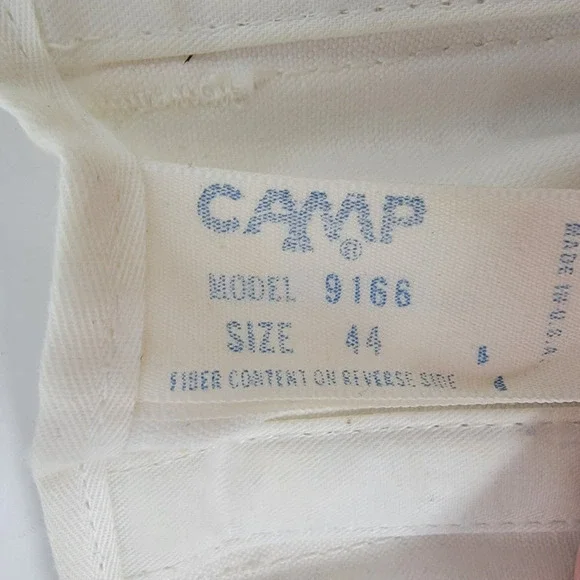 CAMP®
MODEL 9166
SIZE 44
FIBER CONTENT ON REVERSE SIDE
MADE IN U.S.A.